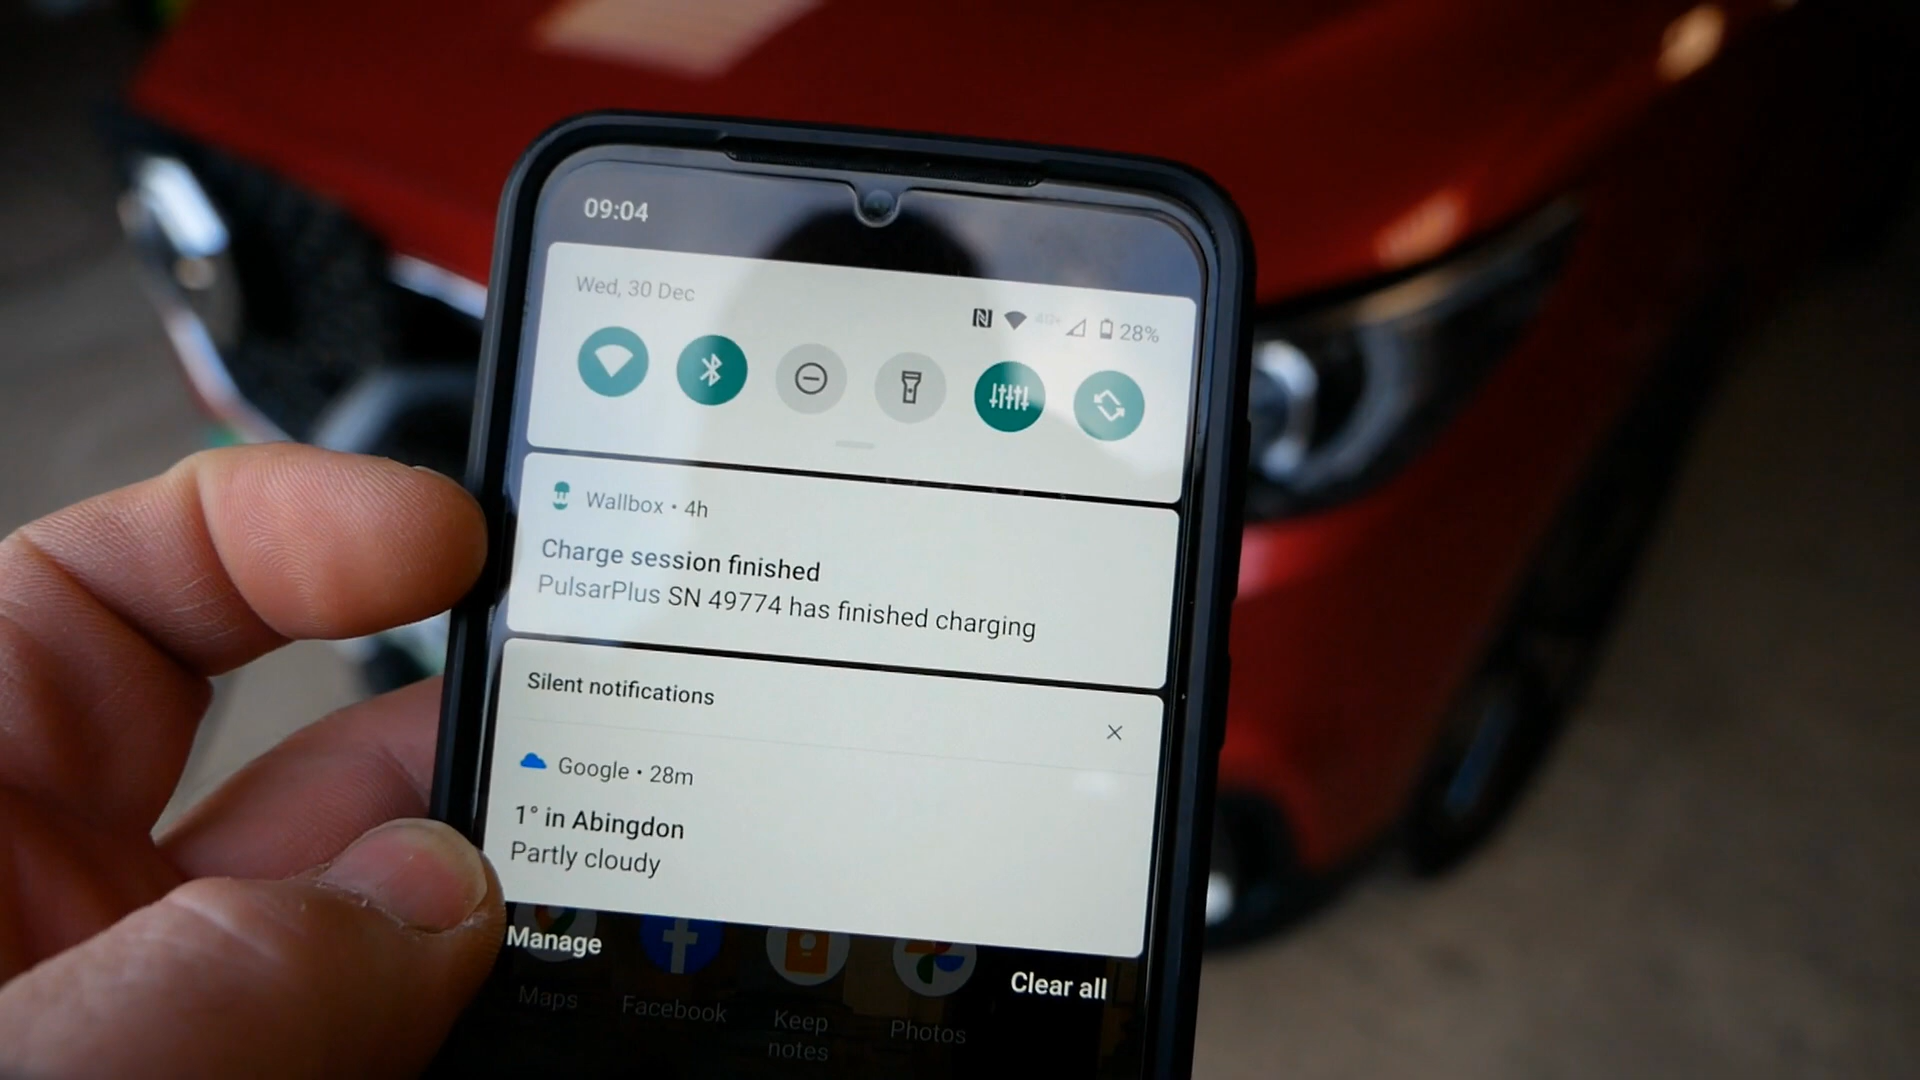 09:04
Wed, 30 Dec
28%
Wallbox • 4h
Charge session finished
PulsarPlus SN 49774 has finished charging
Silent notifications
Google • 28m
1° in Abingdon
Partly cloudy
Manage
Clear all
Maps
Facebook
Keep
notes
Photos